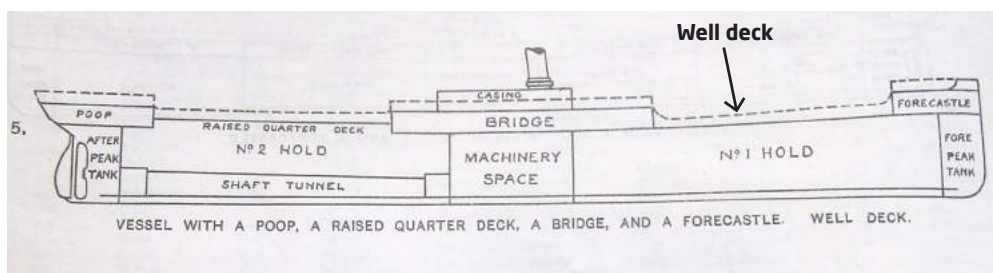 Well deck
CASING
POOP
FORECASTLE
5.
RAISED QUARTER DECK
BRIDGE
AFTER
PEAK
TANK
Nº 2 HOLD
MACHINERY
SPACE
Nº 1 HOLD
FORE
PEAK
TANK
SHAFT TUNNEL
VESSEL WITH A POOP, A RAISED QUARTER DECK, A BRIDGE, AND A FORECASTLE. WELL DECK.